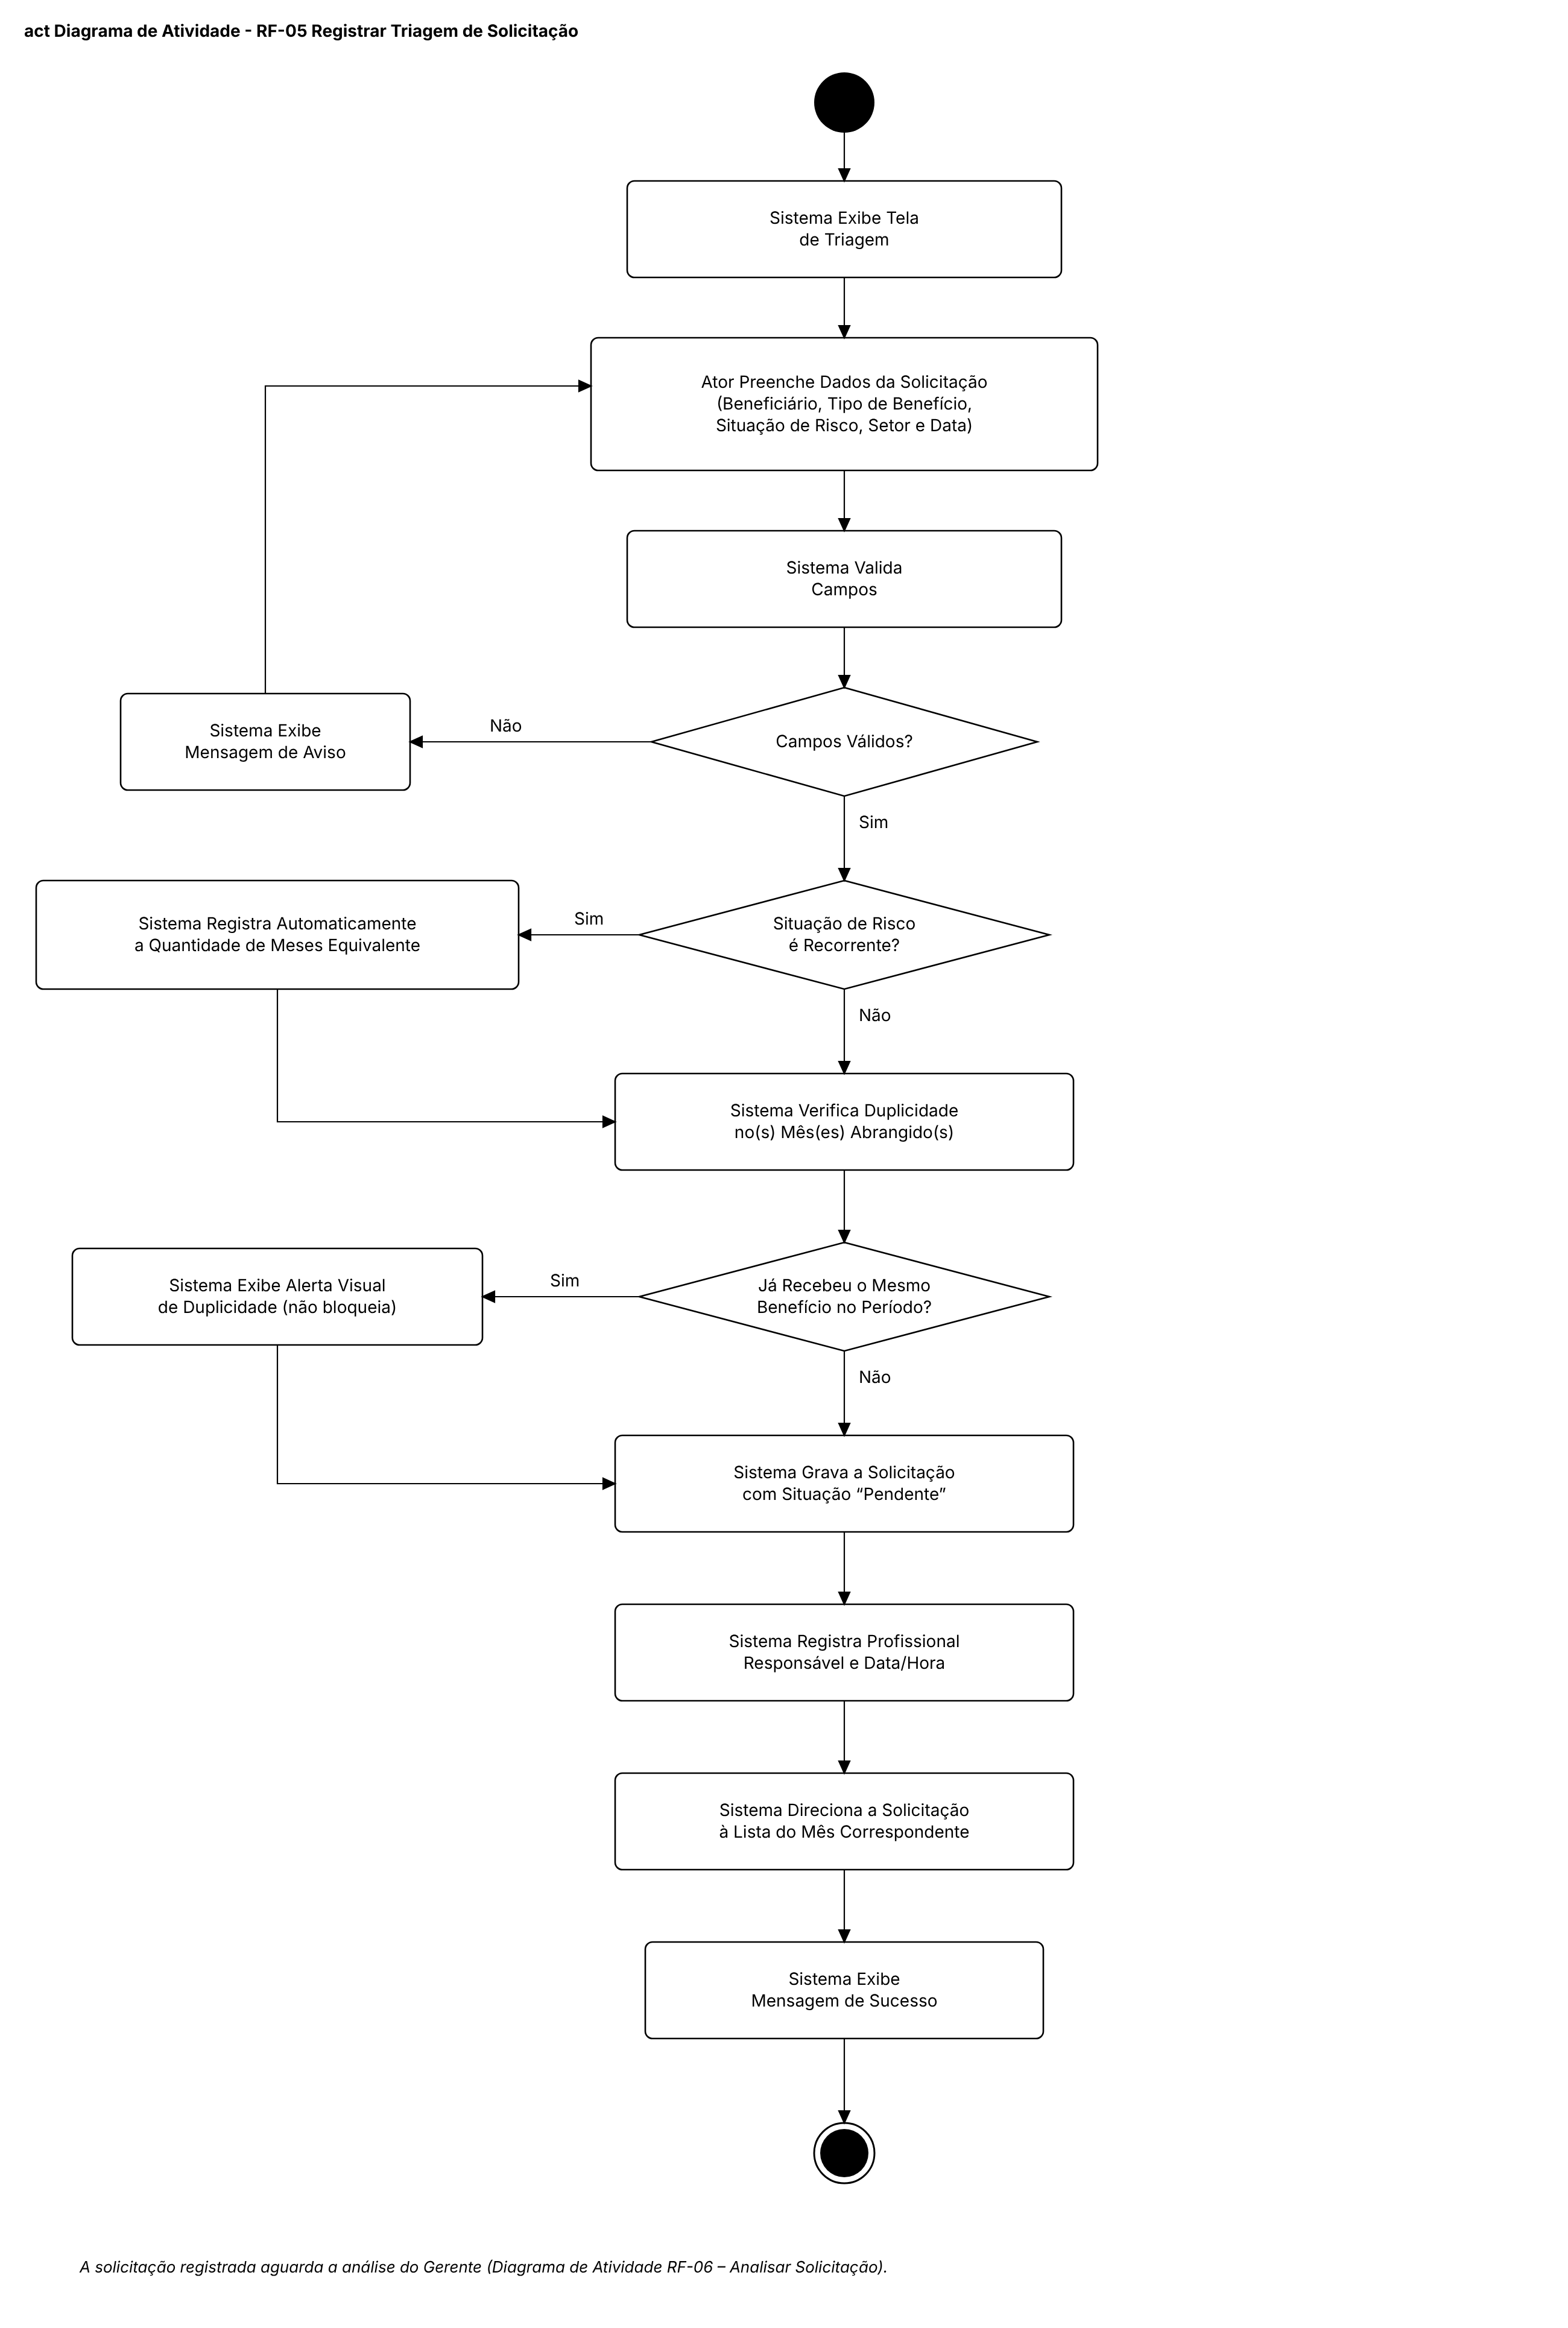 act Diagrama de Atividade - RF-05 Registrar Triagem de Solicitação
Sistema Exibe Tela
de Triagem
Ator Preenche Dados da Solicitação
(Beneficiário, Tipo de Benefício,
Situação de Risco, Setor e Data)
Sistema Valida
Campos
Campos Válidos?
Não
Sistema Exibe
Mensagem de Aviso
Sim
Situação de Risco
é Recorrente?
Sim
Sistema Registra Automaticamente
a Quantidade de Meses Equivalente
Não
Sistema Verifica Duplicidade
no(s) Mês(es) Abrangido(s)
Já Recebeu o Mesmo
Benefício no Período?
Sim
Sistema Exibe Alerta Visual
de Duplicidade (não bloqueia)
Não
Sistema Grava a Solicitação
com Situação “Pendente”
Sistema Registra Profissional
Responsável e Data/Hora
Sistema Direciona a Solicitação
à Lista do Mês Correspondente
Sistema Exibe
Mensagem de Sucesso
A solicitação registrada aguarda a análise do Gerente (Diagrama de Atividade RF-06 – Analisar Solicitação).